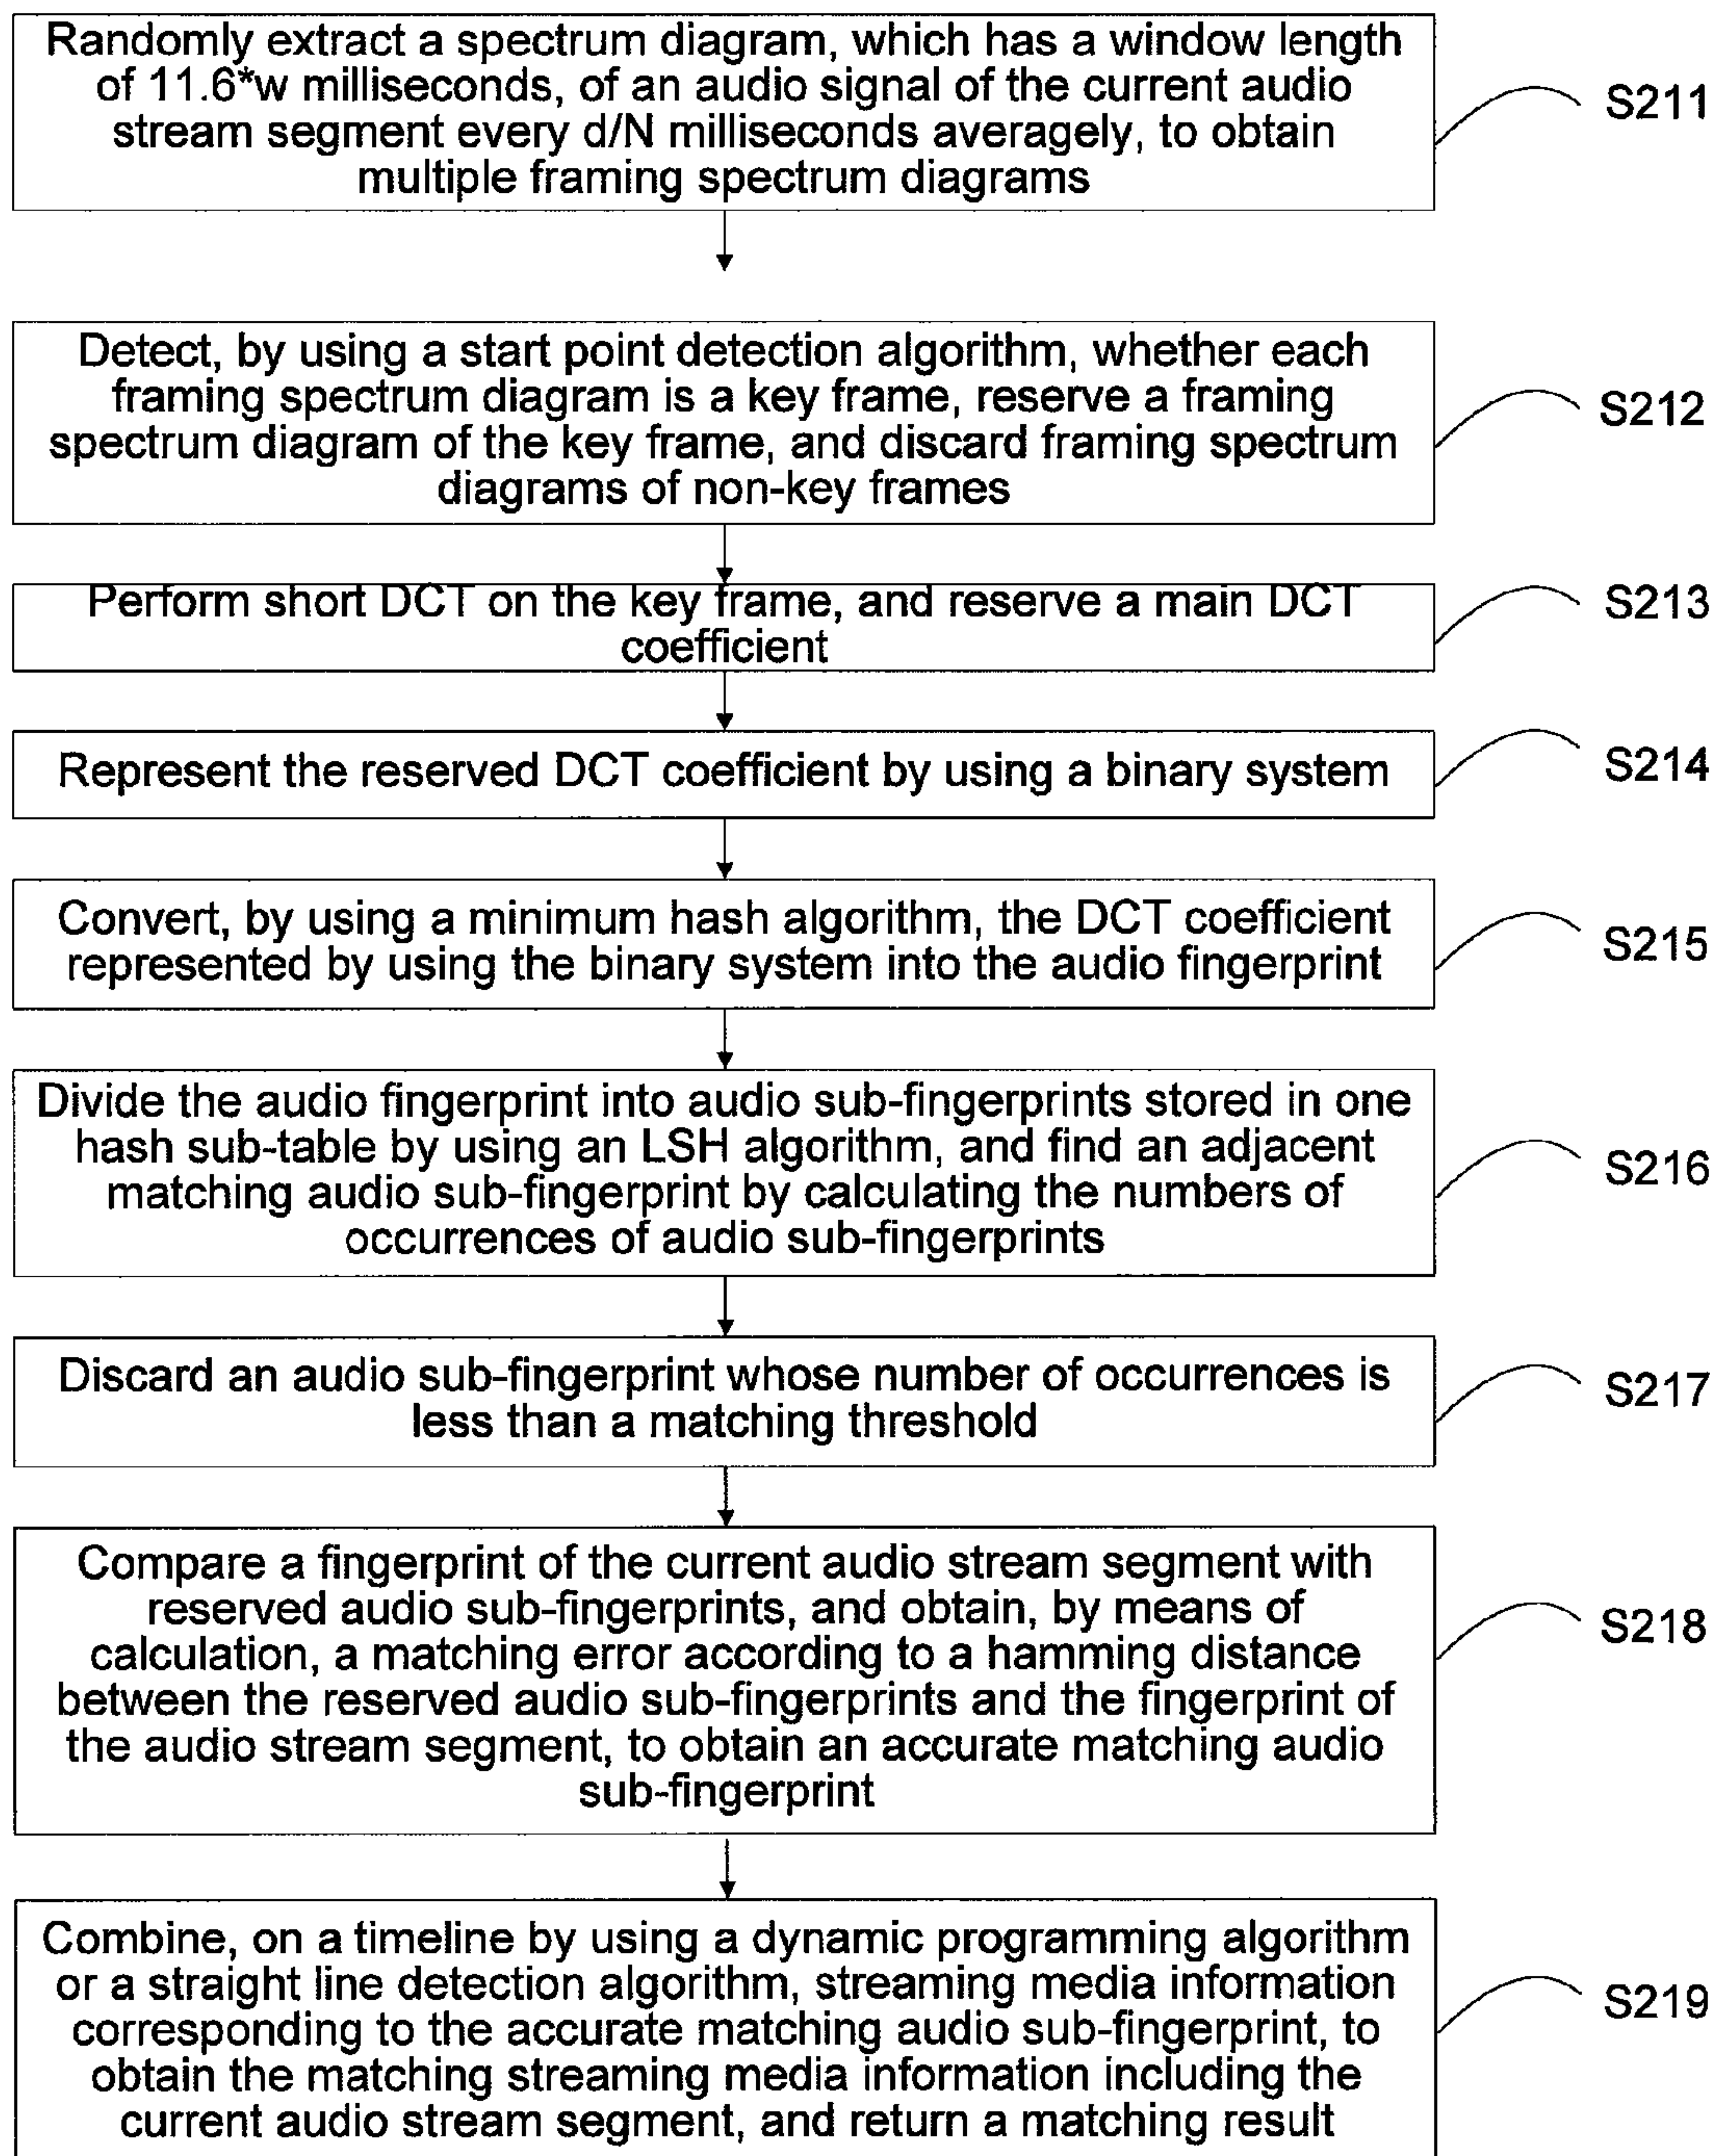 Randomly extract a spectrum diagram, which has a window length
of 11.6*w milliseconds, of an audio signal of the current audio
stream segment every d/N milliseconds averagely, to obtain
multiple framing spectrum diagrams
S211
Detect, by using a start point detection algorithm, whether each
framing spectrum diagram is a key frame, reserve a framing
spectrum diagram of the key frame, and discard framing spectrum
diagrams of non-key frames
S212
Perform short DCT on the key frame, and reserve a main DCT
coefficient
S213
Represent the reserved DCT coefficient by using a binary system
S214
Convert, by using a minimum hash algorithm, the DCT coefficient
represented by using the binary system into the audio fingerprint
S215
Divide the audio fingerprint into audio sub-fingerprints stored in one
hash sub-table by using an LSH algorithm, and find an adjacent
matching audio sub-fingerprint by calculating the numbers of
occurrences of audio sub-fingerprints
S216
Discard an audio sub-fingerprint whose number of occurrences is
less than a matching threshold
S217
Compare a fingerprint of the current audio stream segment with
reserved audio sub-fingerprints, and obtain, by means of
calculation, a matching error according to a hamming distance
between the reserved audio sub-fingerprints and the fingerprint of
the audio stream segment, to obtain an accurate matching audio
sub-fingerprint
S218
Combine, on a timeline by using a dynamic programming algorithm
or a straight line detection algorithm, streaming media information
corresponding to the accurate matching audio sub-fingerprint, to
obtain the matching streaming media information including the
current audio stream segment, and return a matching result
S219